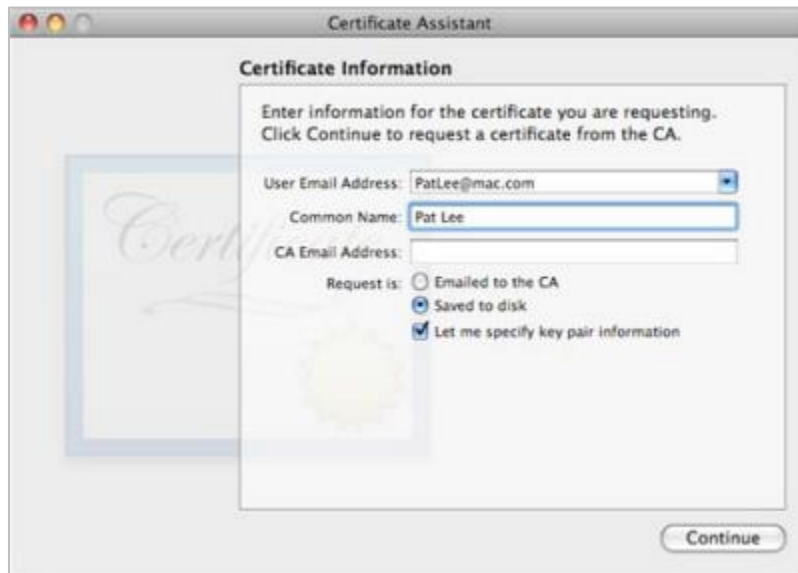 Certificate Assistant
Certificate Information
Enter information for the certificate you are requesting.
Click Continue to request a certificate from the CA.
User Email Address: PatLee@mac.com
Common Name: Pat Lee
CA Email Address:
Request is: Emailed to the CA
Saved to disk
Let me specify key pair information
Continue